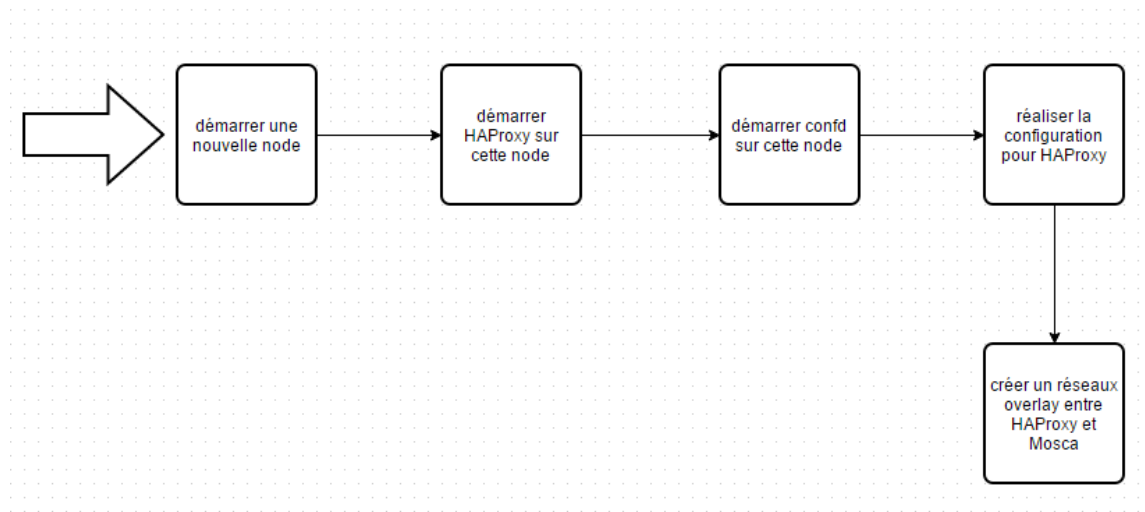 démarrer une
nouvelle node
démarrer
HAProxy sur
cette node
démarrer confd
sur cette node
réaliser la
configuration
pour HAProxy
créer un réseaux
overlay entre
HAProxy et
Mosca